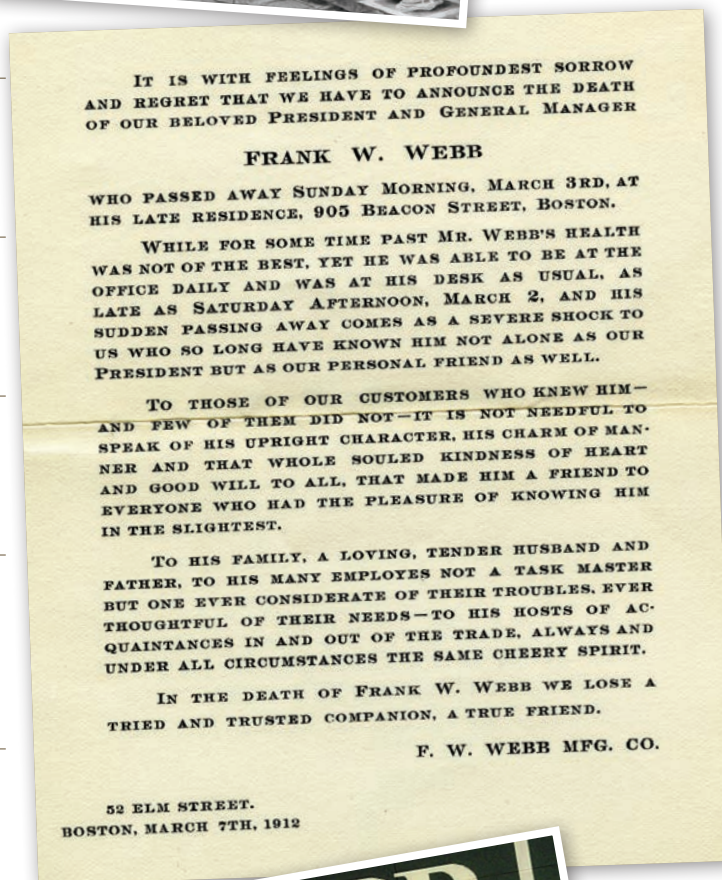 IT IS WITH FEELINGS OF PROFOUNDEST SORROW
AND REGRET THAT WE HAVE TO ANNOUNCE THE DEATH
OF OUR BELOVED PRESIDENT AND GENERAL MANAGER
FRANK W. WEBB
WHO PASSED AWAY SUNDAY MORNING, MARCH 3RD, AT
HIS LATE RESIDENCE, 905 BEACON STREET, BOSTON.
WHILE FOR SOME TIME PAST MR. WEBB'S HEALTH
WAS NOT OF THE BEST, YET HE WAS ABLE TO BE AT THE
OFFICE DAILY AND WAS AT HIS DESK AS USUAL, AS
LATE AS SATURDAY AFTERNOON, MARCH 2, AND HIS
SUDDEN PASSING AWAY COMES AS A SEVERE SHOCK TO
US WHO SO LONG HAVE KNOWN HIM NOT ALONE AS OUR
PRESIDENT BUT AS OUR PERSONAL FRIEND AS WELL.
TO THOSE OF OUR CUSTOMERS WHO KNEW HIM—
AND FEW OF THEM DID NOT—IT IS NOT NEEDFUL TO
SPEAK OF HIS UPRIGHT CHARACTER, HIS CHARM OF MAN-
NER AND THAT WHOLE SOULED KINDNESS OF HEART
AND GOOD WILL TO ALL, THAT MADE HIM A FRIEND TO
EVERYONE WHO HAD THE PLEASURE OF KNOWING HIM
IN THE SLIGHTEST.
TO HIS FAMILY, A LOVING, TENDER HUSBAND AND
FATHER, TO HIS MANY EMPLOYES NOT A TASK MASTER
BUT ONE EVER CONSIDERATE OF THEIR TROUBLES, EVER
THOUGHTFUL OF THEIR NEEDS—TO HIS HOSTS OF AC-
QUAINTANCES IN AND OUT OF THE TRADE, ALWAYS AND
UNDER ALL CIRCUMSTANCES THE SAME CHEERY SPIRIT.
IN THE DEATH OF FRANK W. WEBB WE LOSE A
TRIED AND TRUSTED COMPANION, A TRUE FRIEND.
F. W. WEBB MFG. CO.
52 ELM STREET.
BOSTON, MARCH 7TH, 1912